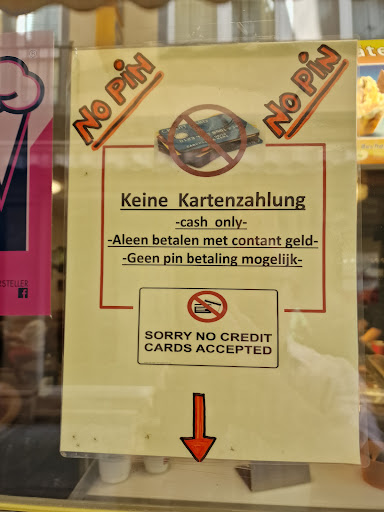 NO PIN
NO PIN
Keine Kartenzahlung
-cash only-
-Aleen betalen met contant geld-
-Geen pin betaling mogelijk-
SORRY NO CREDIT
CARDS ACCEPTED